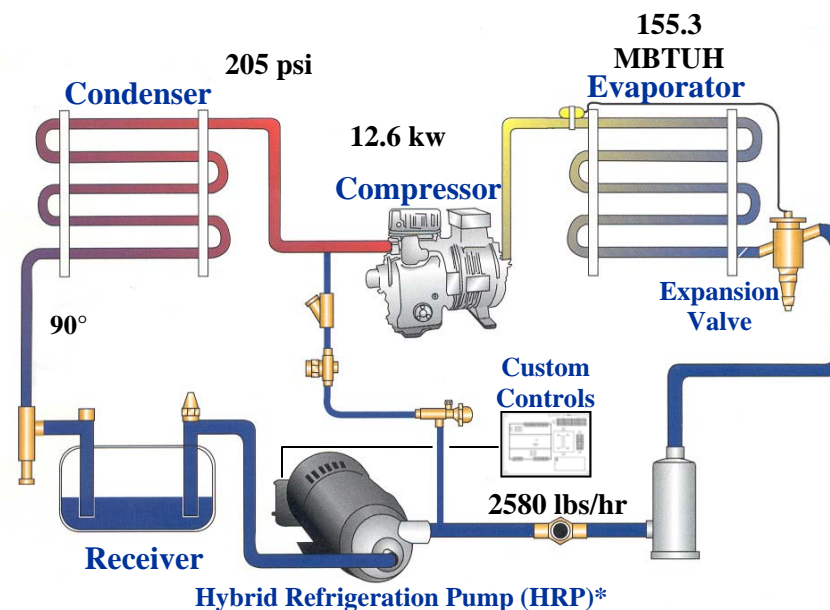 155.3
MBTUH
Evaporator
205 psi
Condenser
12.6 kw
Compressor
Expansion
Valve
90°
Custom
Controls
2580 lbs/hr
Receiver
Hybrid Refrigeration Pump (HRP)*